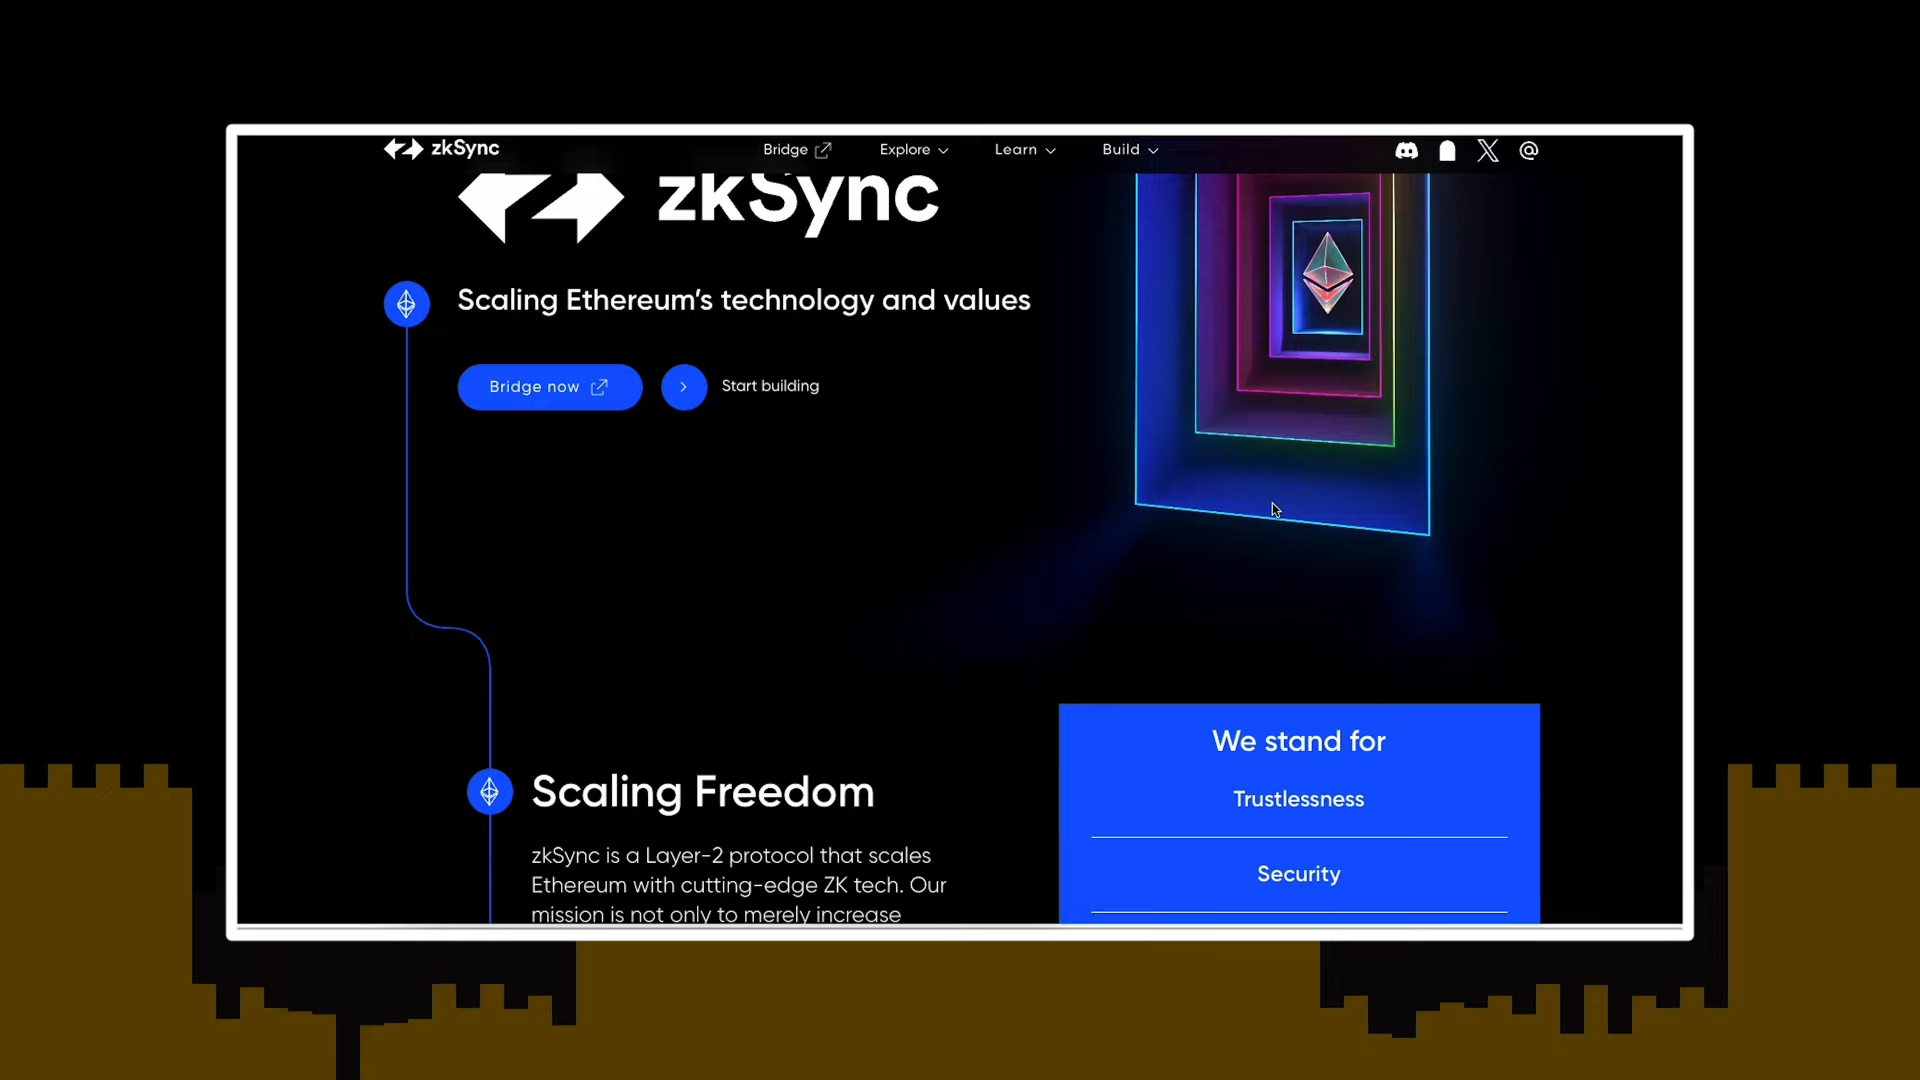 zkSync
Bridge
Explore
Learn
Build
zkSync
Scaling Ethereum's technology and values
Bridge now
Start building
We stand for
Trustlessness
Security
Scaling Freedom
zkSync is a Layer-2 protocol that scales
Ethereum with cutting-edge ZK tech. Our
mission is not only to merely increase